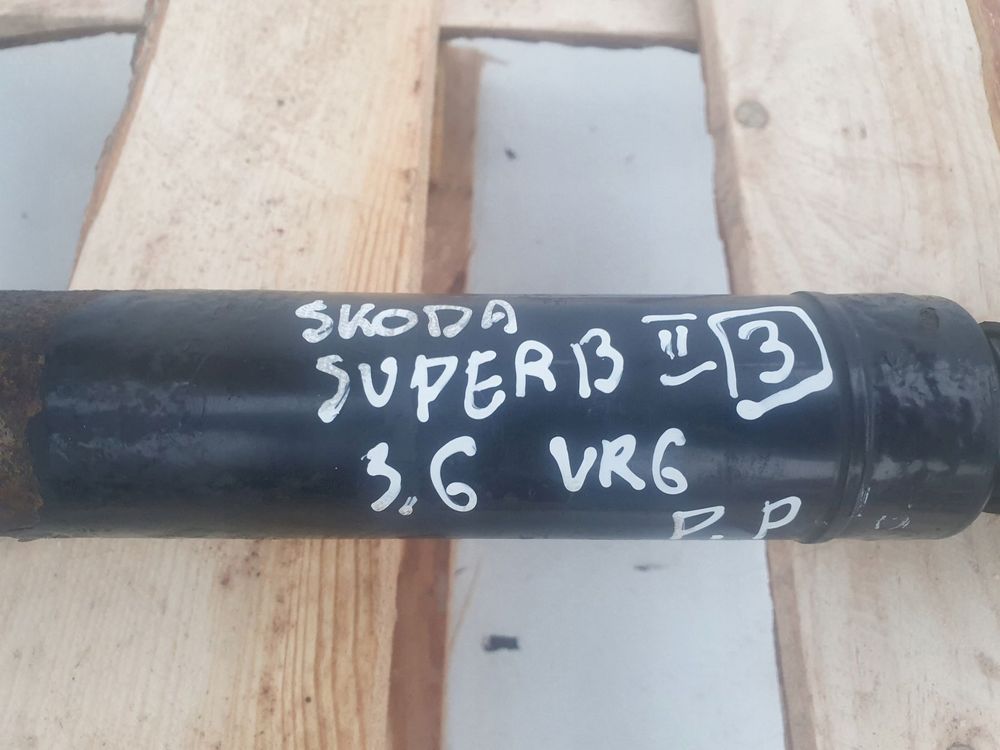 SKODA
SUPERB II 3
3,6 VR6
P.P